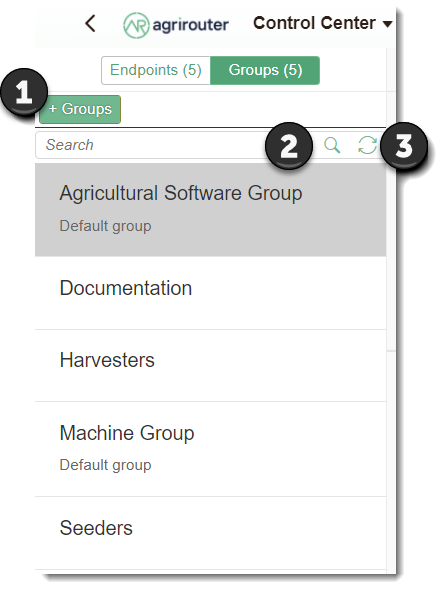 agrirouter Control Center
Endpoints (5) Groups (5)
1
+ Groups
Search 2 3
Agricultural Software Group
Default group
Documentation
Harvesters
Machine Group
Default group
Seeders